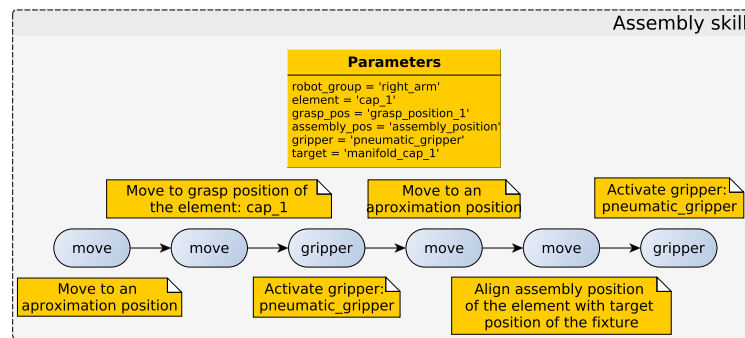 Assembly skill
Parameters
robot_group = 'right_arm'
element = 'cap_1'
grasp_pos = 'grasp_position_1'
assembly_pos = 'assembly_position'
gripper = 'pneumatic_gripper'
target = 'manifold_cap_1'
Move to grasp position of
the element: cap_1
Move to an
aproximation position
Activate gripper:
pneumatic_gripper
move
move
gripper
move
move
gripper
Move to an
aproximation position
Activate gripper:
pneumatic_gripper
Align assembly position
of the element with target
position of the fixture